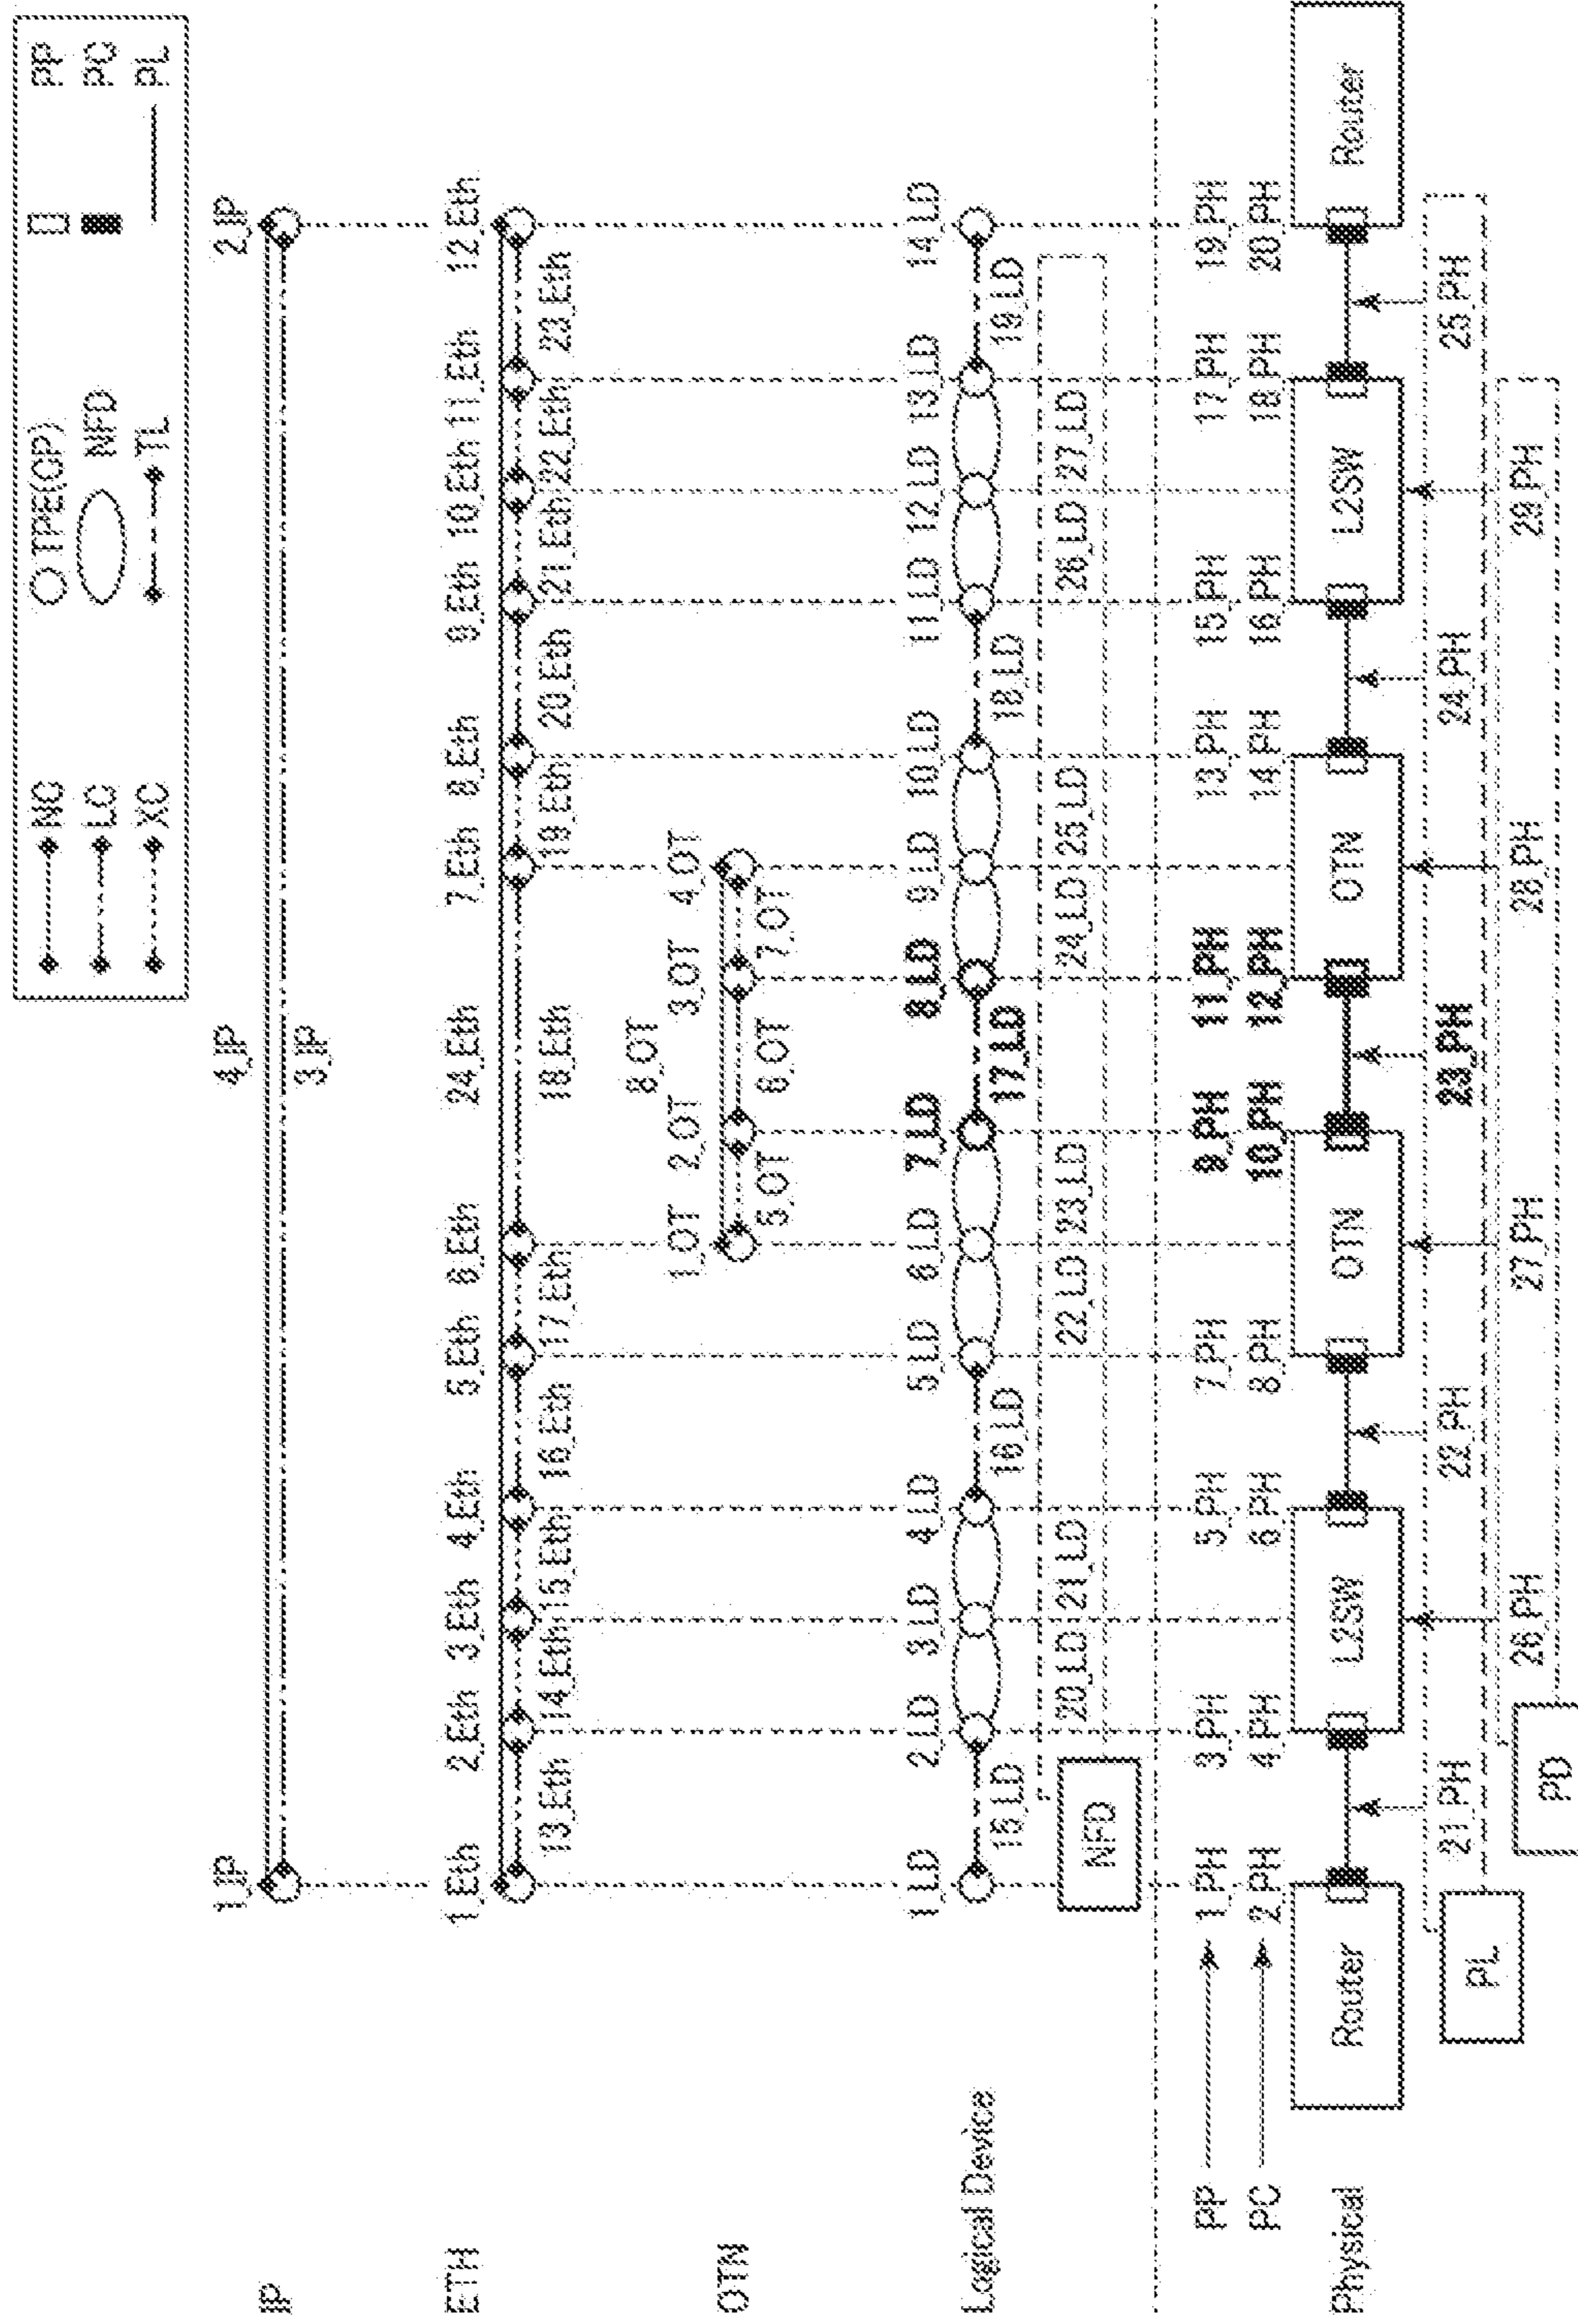 NC TPE(CP) PP
LC NFD PC
XC TL PL
IP
1_IP 4_IP 2_IP
3_IP
ETH
1_Eth 2_Eth 3_Eth 4_Eth 5_Eth 6_Eth 24_Eth 7_Eth 8_Eth 9_Eth 10_Eth 11_Eth 12_Eth
13_Eth 14_Eth 15_Eth 16_Eth 17_Eth 18_Eth 19_Eth 20_Eth 21_Eth 22_Eth 23_Eth
8_OT
OTN
1_OT 2_OT 3_OT 4_OT
5_OT 6_OT 7_OT
Logical Device
1_LD 2_LD 3_LD 4_LD 5_LD 6_LD 7_LD 8_LD 9_LD 10_LD 11_LD 12_LD 13_LD 14_LD
15_LD 16_LD 17_LD 18_LD 19_LD
NFD 20_LD 21_LD 22_LD 23_LD 24_LD 25_LD 26_LD 27_LD
PP 1_PH 3_PH 5_PH 7_PH 9_PH 11_PH 13_PH 15_PH 17_PH 19_PH
PC 2_PH 4_PH 6_PH 8_PH 10_PH 12_PH 14_PH 16_PH 18_PH 20_PH
Physical
Router L2SW OTN OTN L2SW Router
PL 21_PH 22_PH 23_PH 24_PH 25_PH
PD 26_PH 27_PH 28_PH 29_PH